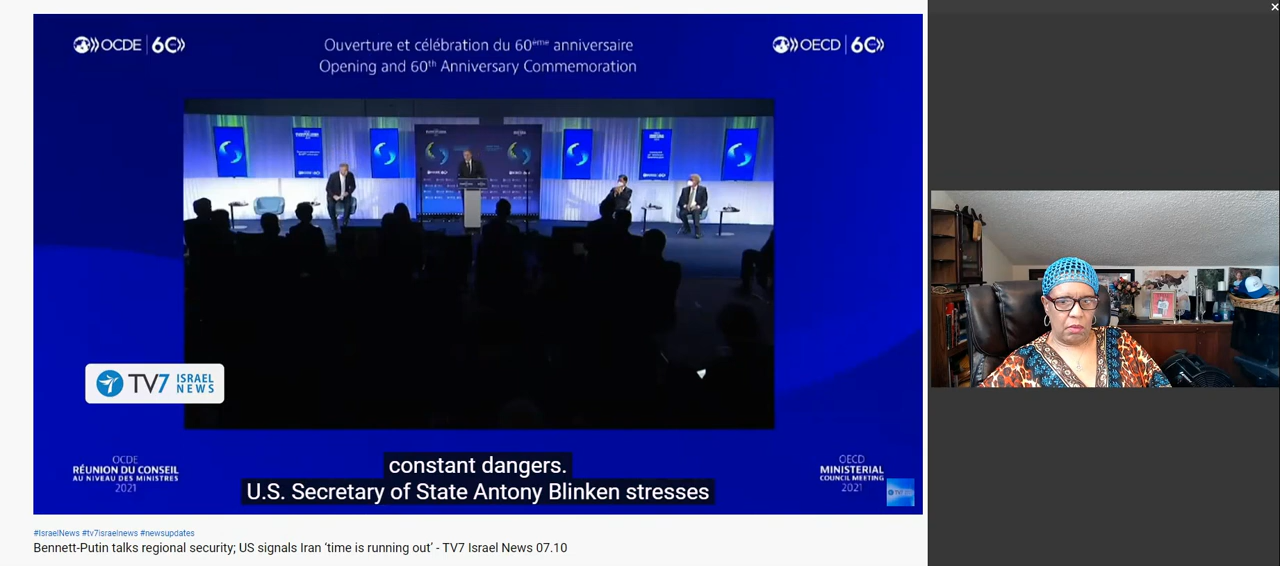 OCDE 60
Ouverture et célébration du 60ème anniversaire
Opening and 60th Anniversary Commemoration
OECD 60
TV7 ISRAEL
NEWS
OCDE
RÉUNION DU CONSEIL
AU NIVEAU DES MINISTRES
2021
constant dangers.
U.S. Secretary of State Antony Blinken stresses
OECD
MINISTERIAL
COUNCIL MEETING
2021
TV7
#IsraelNews #tv7israelnews #newsupdates
Bennett-Putin talks regional security; US signals Iran ‘time is running out’ - TV7 Israel News 07.10